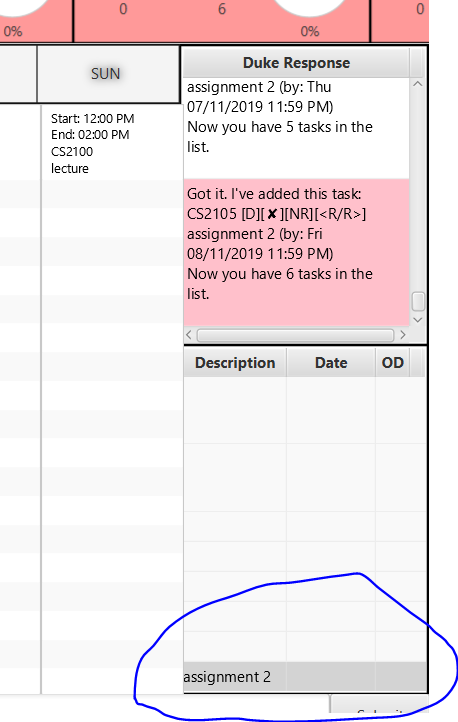 0 6 0
0% 0%
SUN
Start: 12:00 PM
End: 02:00 PM
CS2100
lecture
Duke Response
assignment 2 (by: Thu
07/11/2019 11:59 PM)
Now you have 5 tasks in the
list.
Got it. I've added this task:
CS2105 [D][✘][NR][<R/R>]
assignment 2 (by: Fri
08/11/2019 11:59 PM)
Now you have 6 tasks in the
list.
Description Date OD
assignment 2